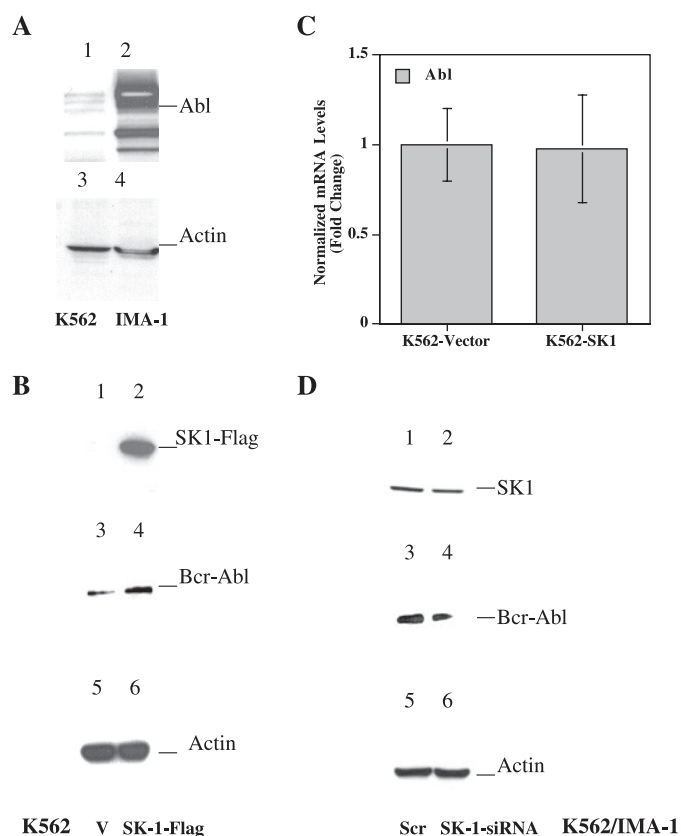 A
1 2
Abl
3 4
Actin
K562 IMA-1
C
1.5
1
0.5
0
Normalized mRNA Levels
(Fold Change)
Abl
K562-Vector K562-SK1
B
1 2
SK1-Flag
3 4
Bcr-Abl
5 6
Actin
K562 V SK-1-Flag
D
1 2
SK1
3 4
Bcr-Abl
5 6
Actin
Scr SK-1-siRNA K562/IMA-1